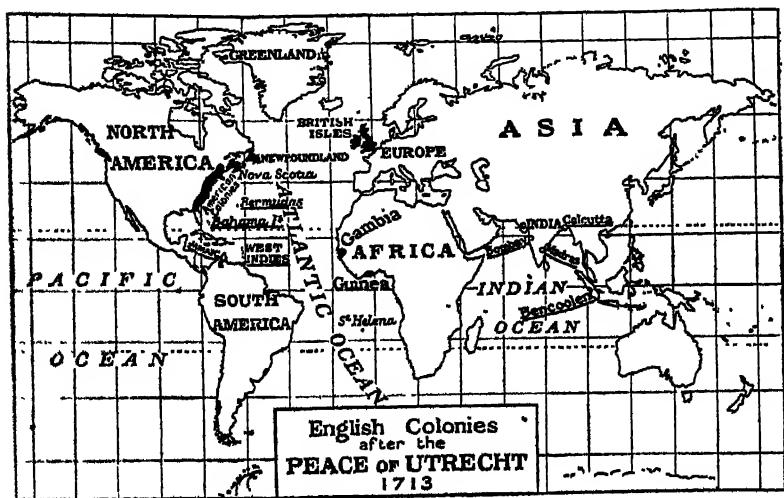 GREENLAND
NORTH
AMERICA
BRITISH
ISLES
NEWFOUNDLAND
Nova Scotia
American
Colonies
Bermudas
Bahama Is.
WEST
INDIES
EUROPE
ASIA
Gambia
AFRICA
Guinea
INDIA
Calcutta
Bombay
Madras
Bencoolen
INDIAN
OCEAN
PACIFIC
OCEAN
SOUTH
AMERICA
St Helena
ATLANTIC
OCEAN
English Colonies
after the
PEACE OF UTRECHT
1713